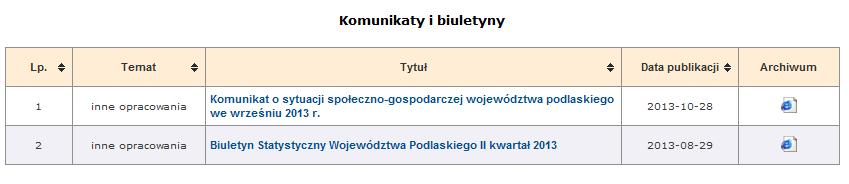 Komunikaty i biuletyny
Lp. Temat Tytuł Data publikacji Archiwum
1 inne opracowania Komunikat o sytuacji społeczno-gospodarczej województwa podlaskiego
we wrześniu 2013 r. 2013-10-28
2 inne opracowania Biuletyn Statystyczny Województwa Podlaskiego II kwartał 2013 2013-08-29